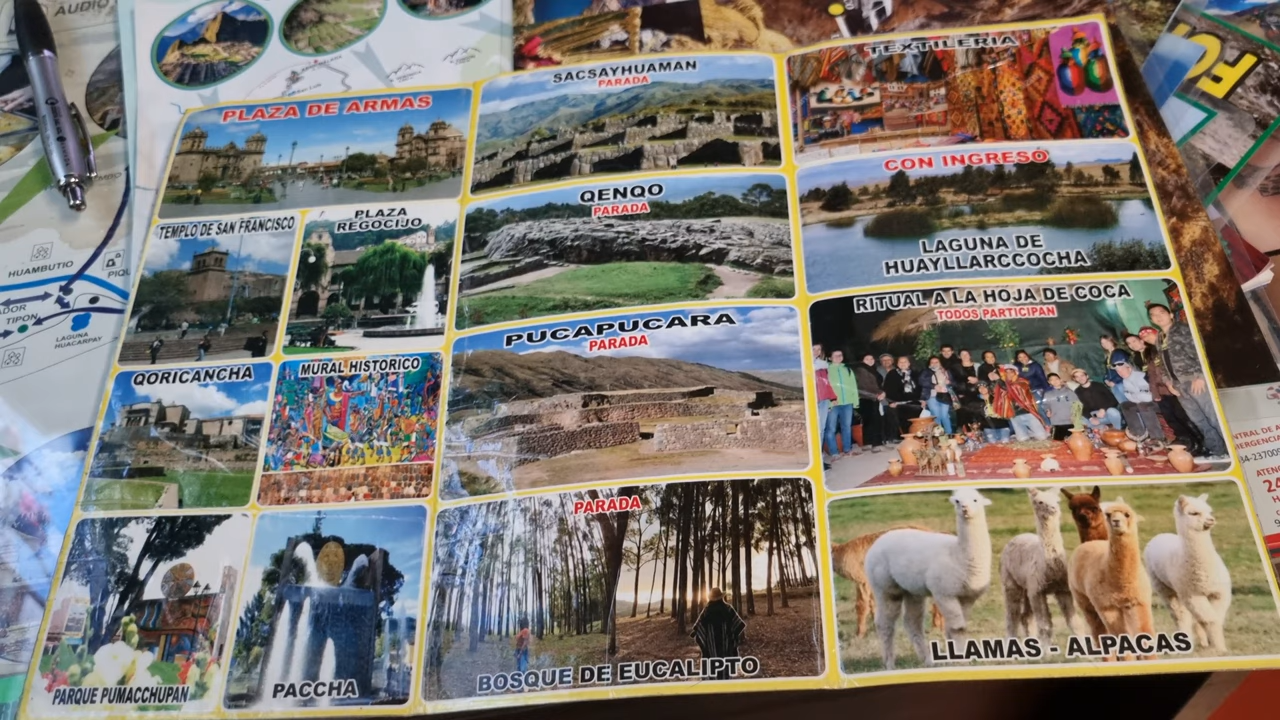 AUDIO
HUAMBUTIO
TIPON
LAGUNA
HUACARPAY
PLAZA DE ARMAS
TEMPLO DE SAN FRANCISCO
PLAZA
REGOCIJO
QORICANCHA
MURAL HISTORICO
PARQUE PUMACCHUPAN
PACCHA
SACSAYHUAMAN
PARADA
QENQO
PARADA
PUCAPUCARA
PARADA
PARADA
BOSQUE DE EUCALIPTO
TEXTILERIA
CON INGRESO
LAGUNA DE
HUAYLLARCCOCHA
RITUAL A LA HOJA DE COCA
TODOS PARTICIPAN
LLAMAS - ALPACAS